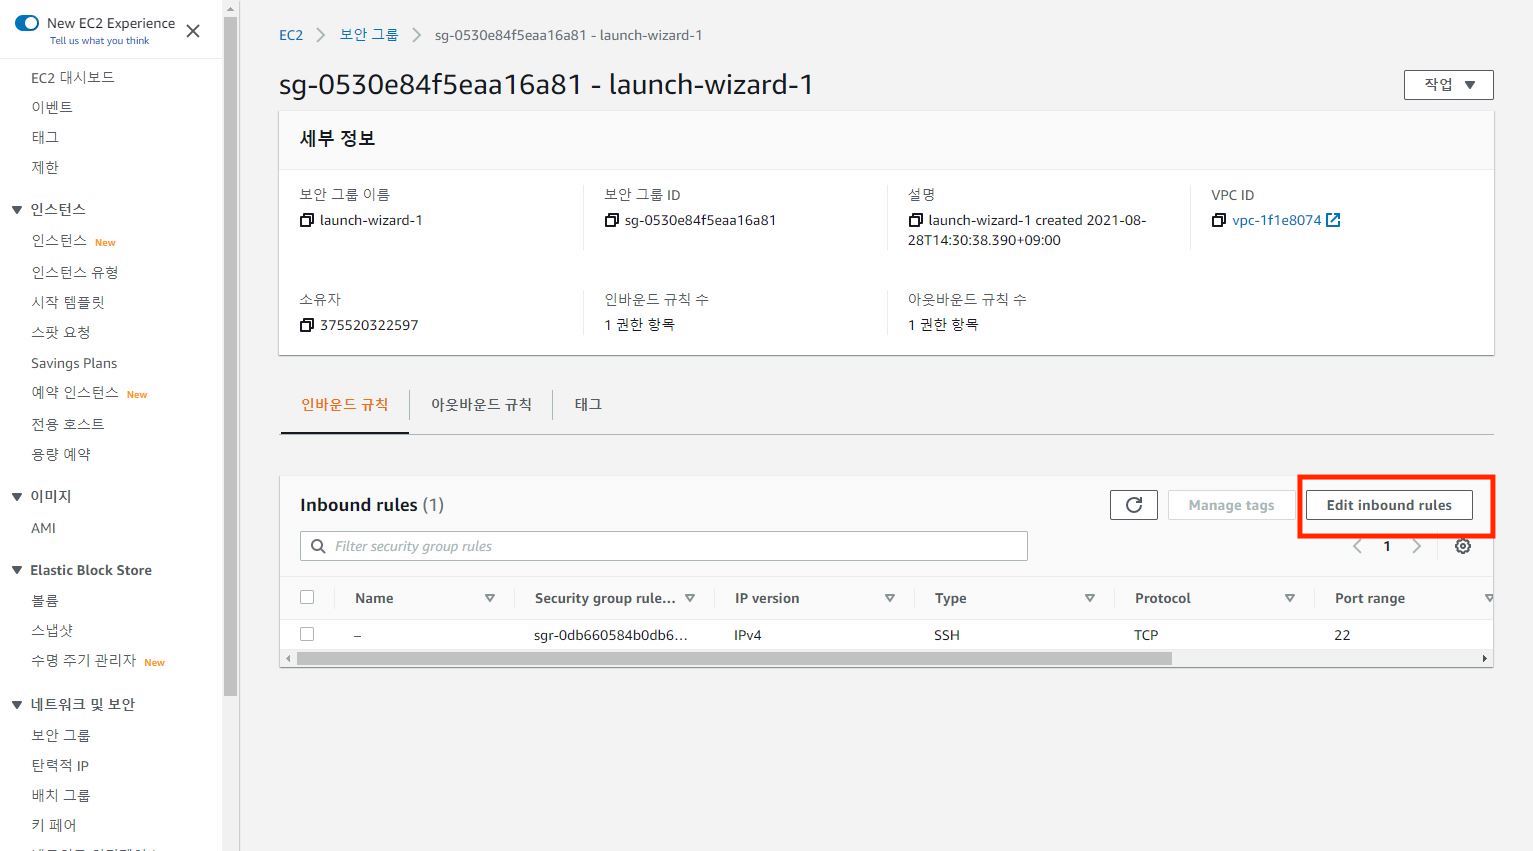 New EC2 Experience
Tell us what you think
EC2 대시보드
이벤트
태그
제한
인스턴스
인스턴스 New
인스턴스 유형
시작 템플릿
스팟 요청
Savings Plans
예약 인스턴스 New
전용 호스트
용량 예약
이미지
AMI
Elastic Block Store
볼륨
스냅샷
수명 주기 관리자 New
네트워크 및 보안
보안 그룹
탄력적 IP
배치 그룹
키 페어
EC2 > 보안 그룹 > sg-0530e84f5eaa16a81 - launch-wizard-1
sg-0530e84f5eaa16a81 - launch-wizard-1
작업
세부 정보
보안 그룹 이름
launch-wizard-1
보안 그룹 ID
sg-0530e84f5eaa16a81
설명
launch-wizard-1 created 2021-08-
28T14:30:38.390+09:00
VPC ID
vpc-1f1e8074
소유자
375520322597
인바운드 규칙 수
1 권한 항목
아웃바운드 규칙 수
1 권한 항목
인바운드 규칙 아웃바운드 규칙 태그
Inbound rules (1)
Manage tags Edit inbound rules
Filter security group rules
1
Name Security group rule... IP version Type Protocol Port range
– sgr-0db660584b0db6... IPv4 SSH TCP 22